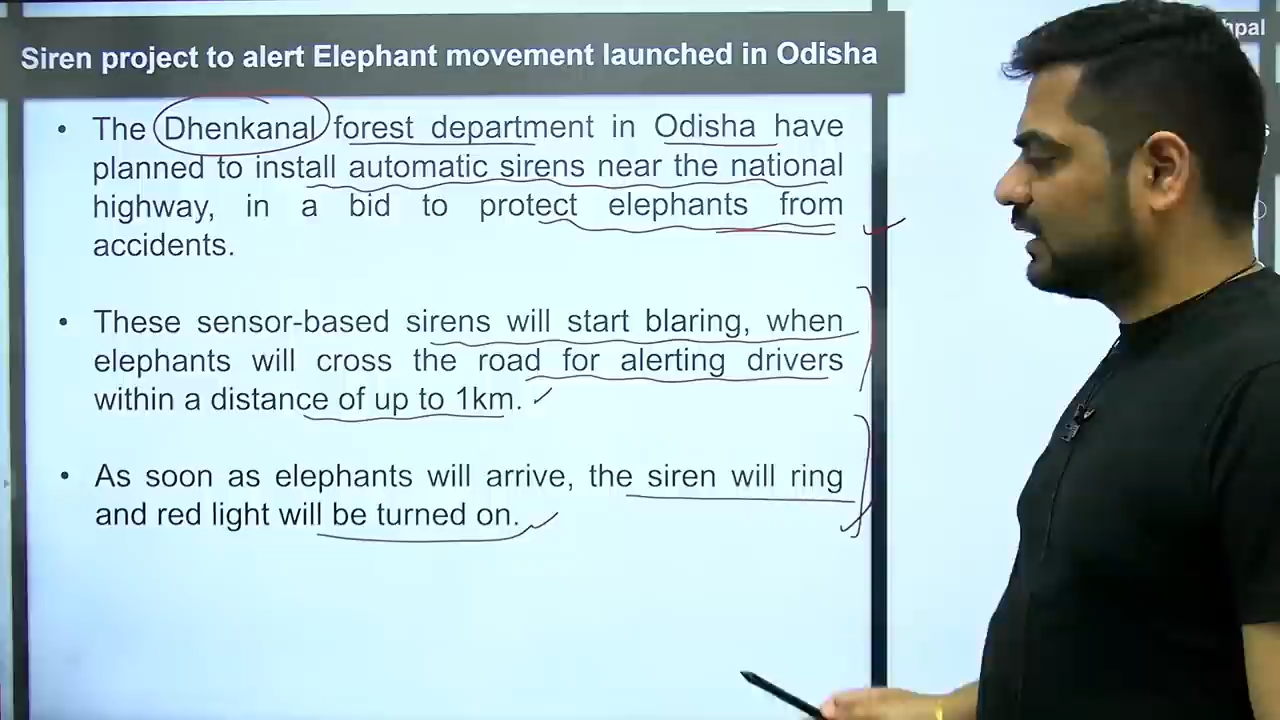 hpal
Siren project to alert Elephant movement launched in Odisha
• The Dhenkanal forest department in Odisha have
planned to install automatic sirens near the national
highway, in a bid to protect elephants from
accidents.
• These sensor-based sirens will start blaring, when
elephants will cross the road for alerting drivers
within a distance of up to 1km.
• As soon as elephants will arrive, the siren will ring
and red light will be turned on.